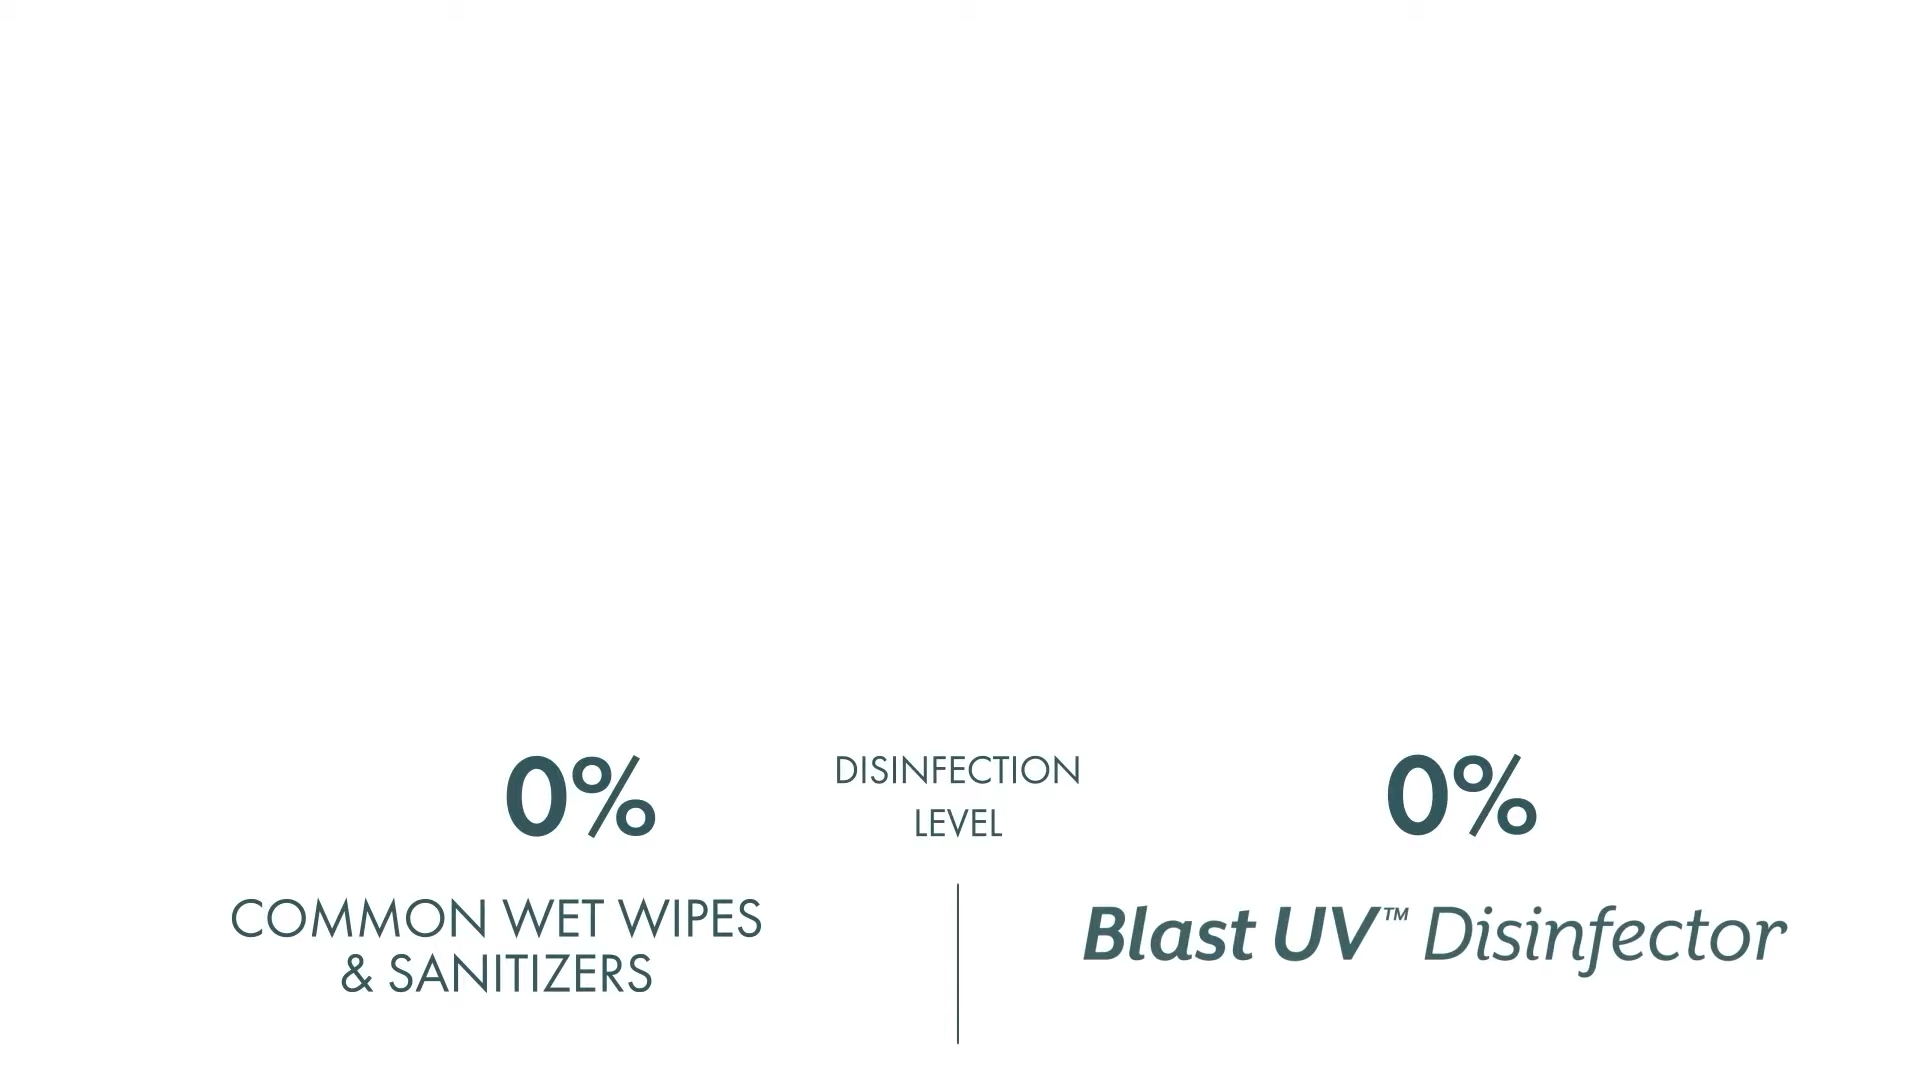 0%
DISINFECTION
LEVEL
0%
COMMON WET WIPES
& SANITIZERS
Blast UV™ Disinfector